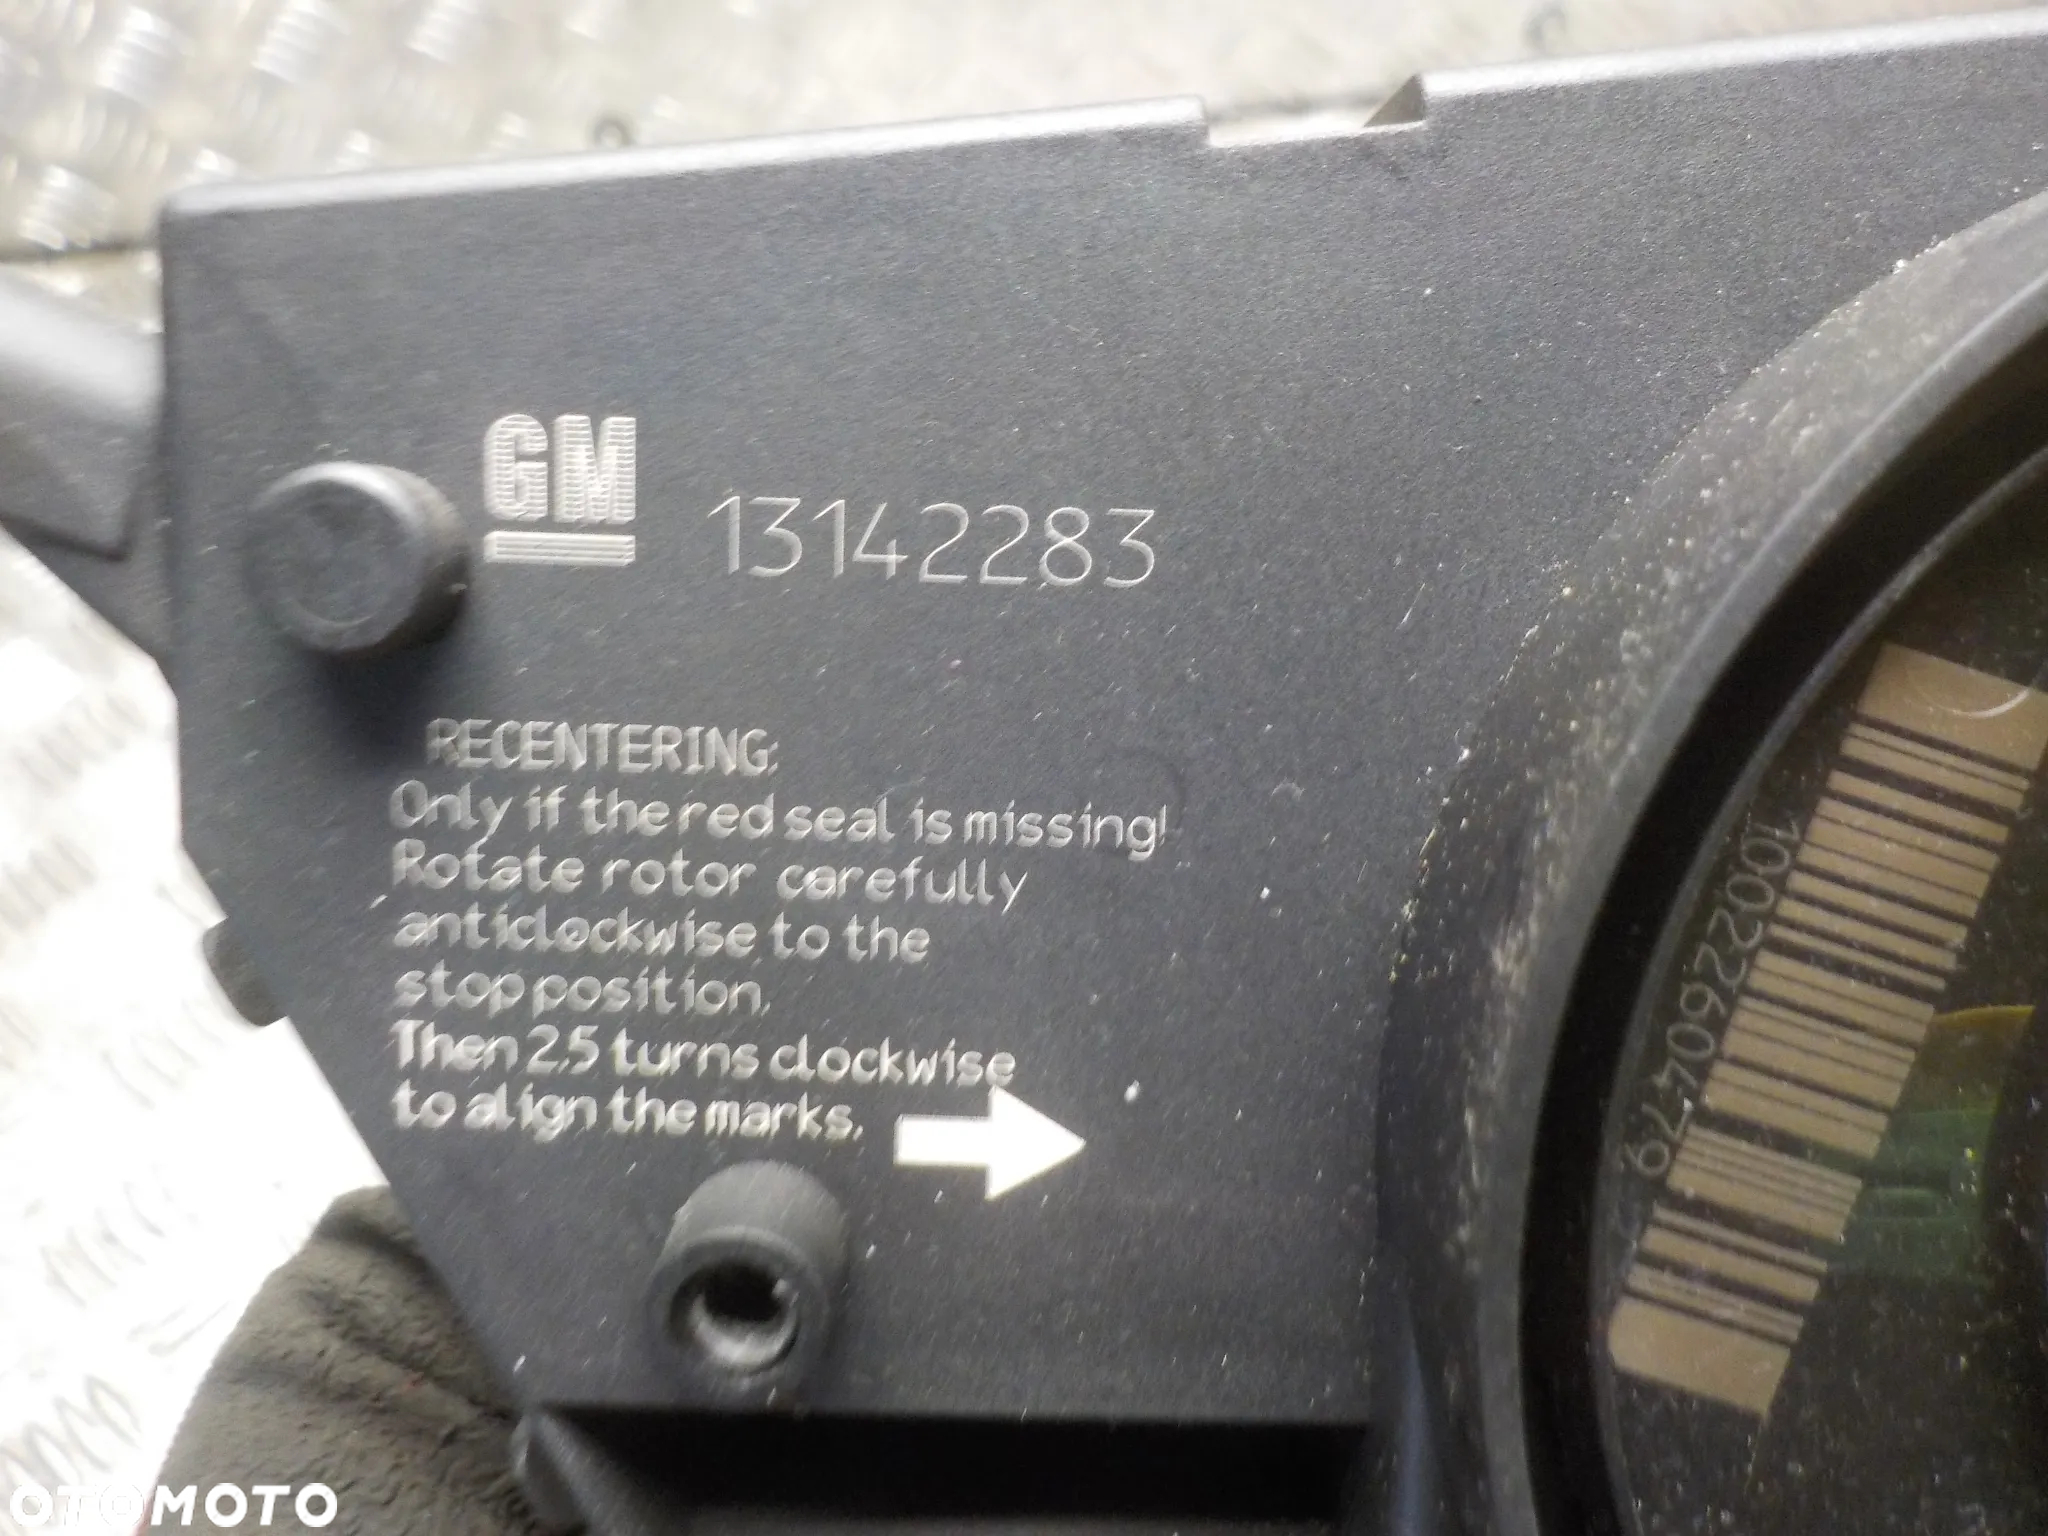 GM
13142283
RECENTERING:
Only if the red seal is missing!
Rotate rotor carefully
anticlockwise to the
stop position.
Then 2.5 turns clockwise
to align the marks.
1002260479
OTOMOTO